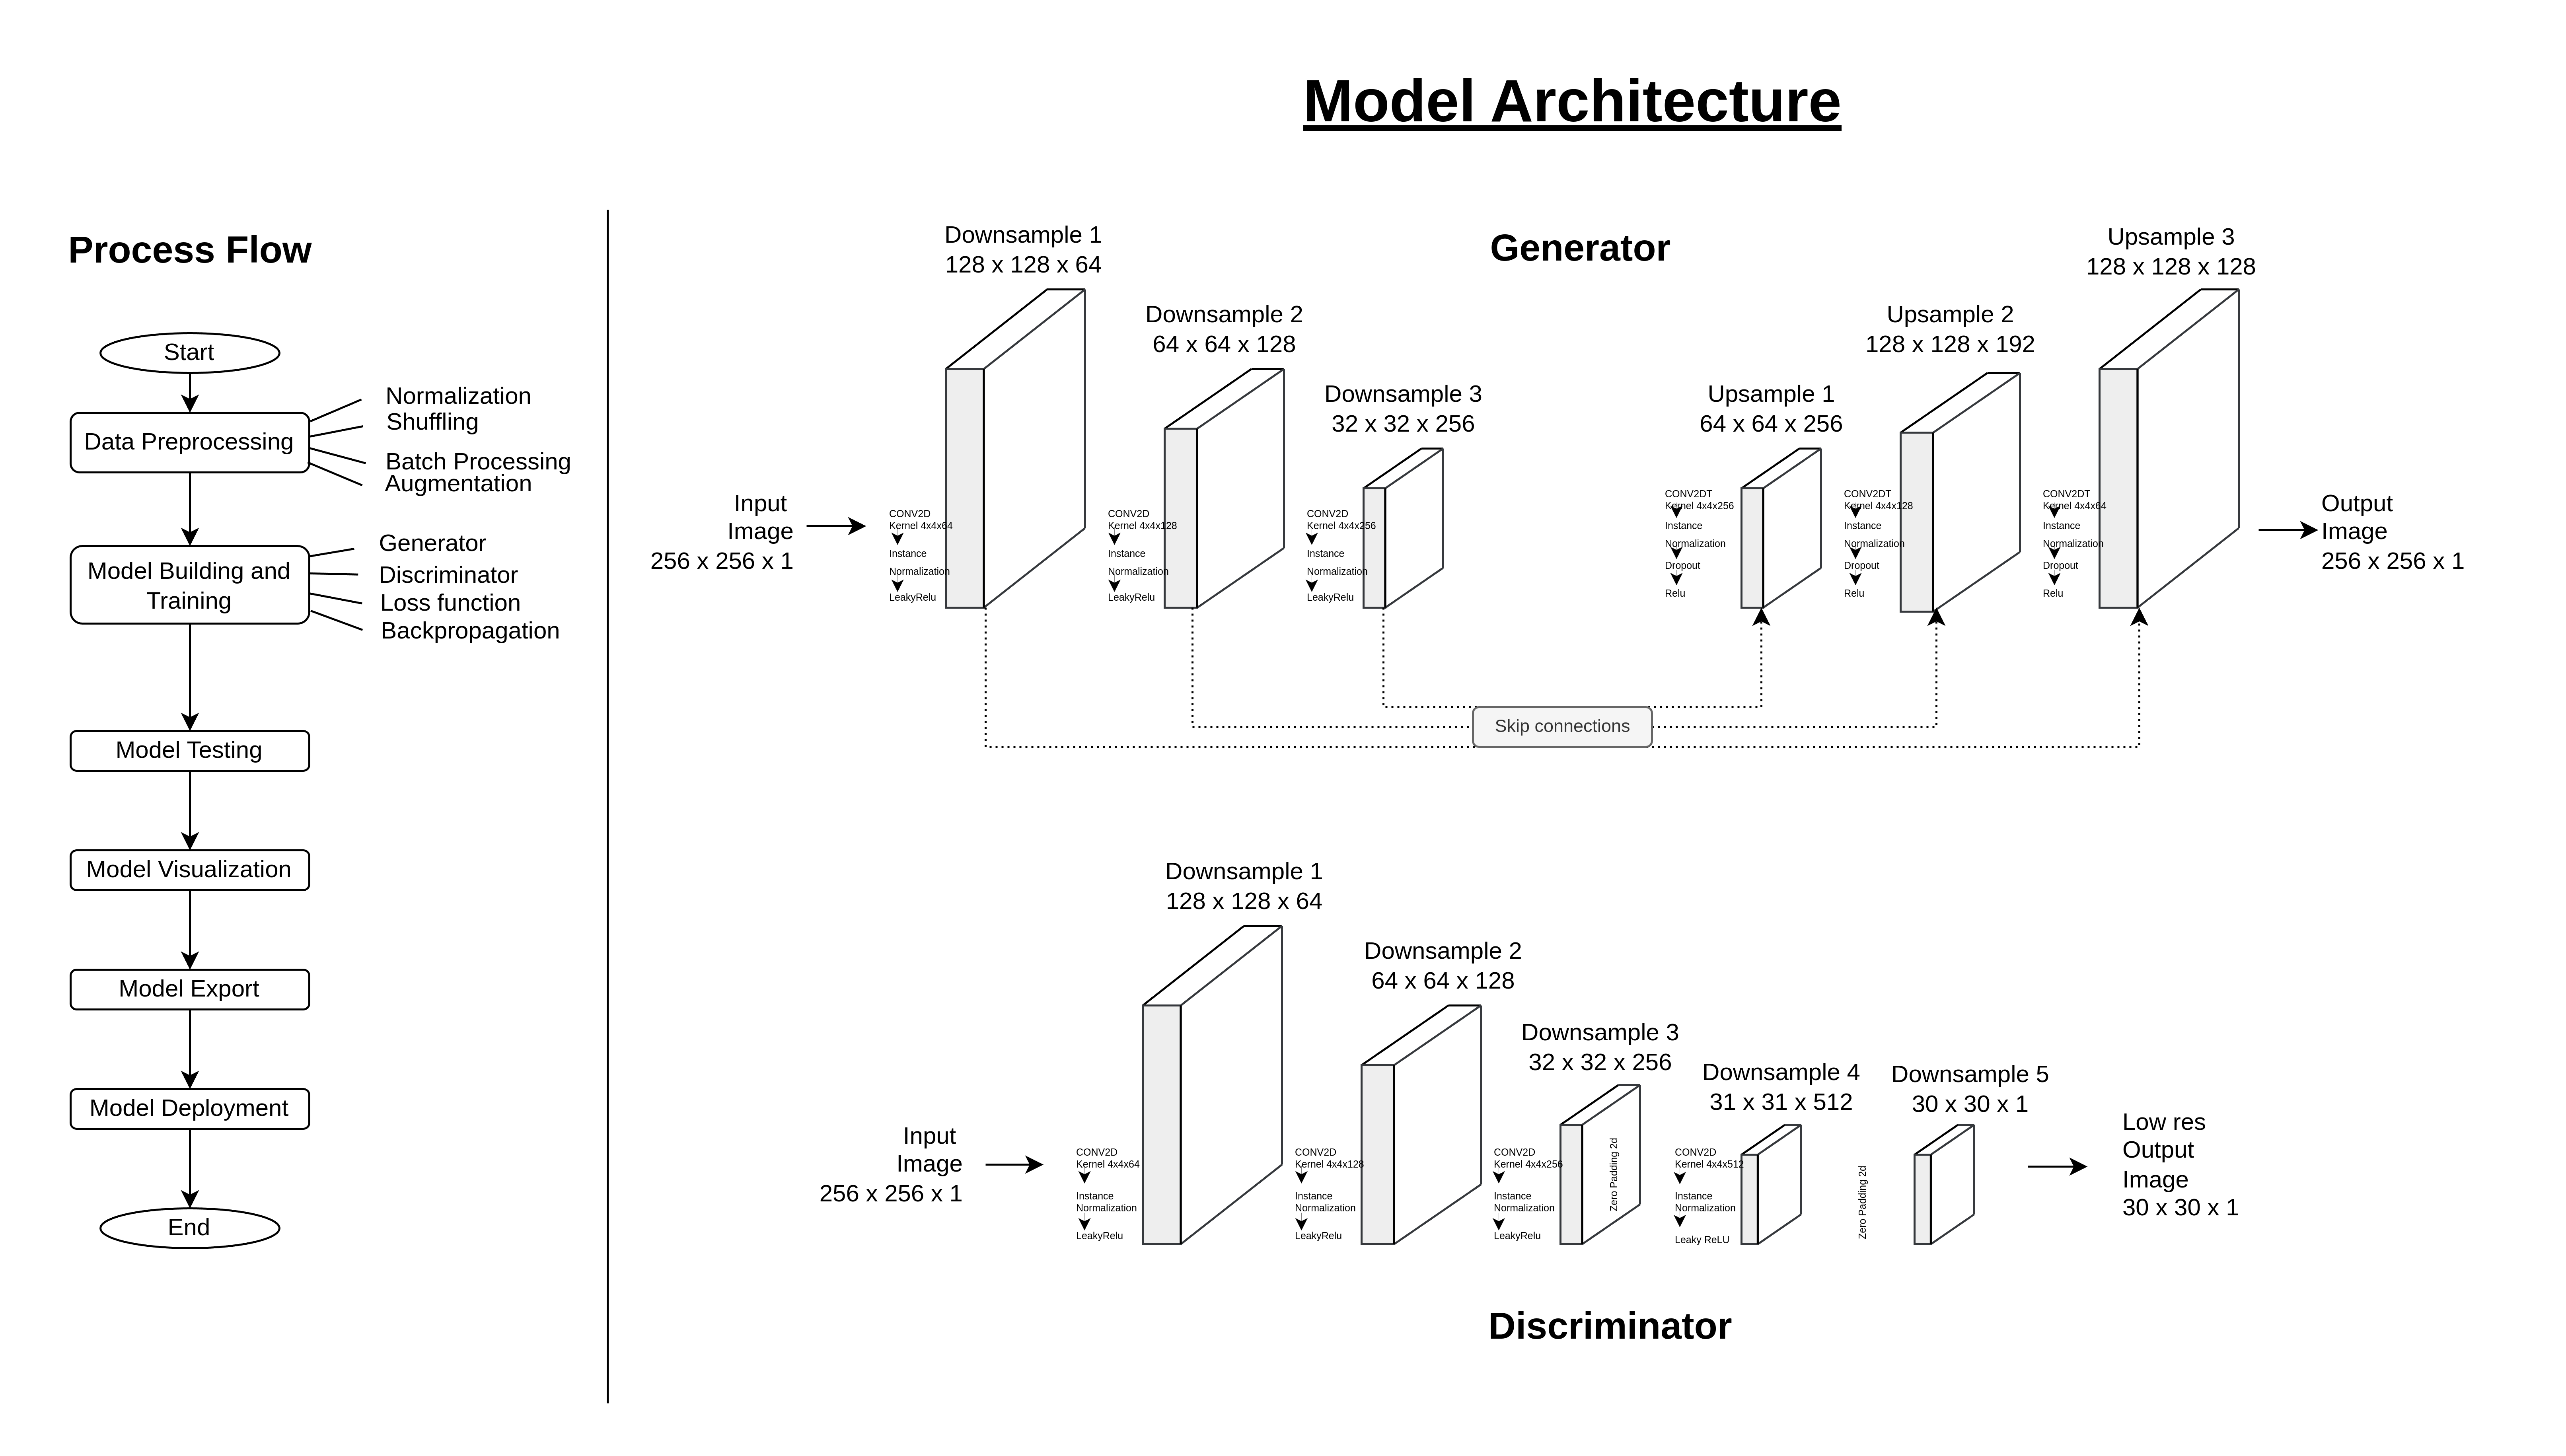 Model Architecture
Process Flow
Start
Data Preprocessing
Normalization
Shuffling
Batch Processing
Augmentation
Model Building and
Training
Generator
Discriminator
Loss function
Backpropagation
Model Testing
Model Visualization
Model Export
Model Deployment
End
Generator
Input
Image
256 x 256 x 1
Downsample 1
128 x 128 x 64
CONV2D
Kernel 4x4x64
Instance
Normalization
LeakyRelu
Downsample 2
64 x 64 x 128
CONV2D
Kernel 4x4x128
Instance
Normalization
LeakyRelu
Downsample 3
32 x 32 x 256
CONV2D
Kernel 4x4x256
Instance
Normalization
LeakyRelu
Upsample 1
64 x 64 x 256
CONV2DT
Kernel 4x4x256
Instance
Normalization
Dropout
Relu
Upsample 2
128 x 128 x 192
CONV2DT
Kernel 4x4x128
Instance
Normalization
Dropout
Relu
Upsample 3
128 x 128 x 128
CONV2DT
Kernel 4x4x64
Instance
Normalization
Dropout
Relu
Output
Image
256 x 256 x 1
Skip connections
Input
Image
256 x 256 x 1
Downsample 1
128 x 128 x 64
CONV2D
Kernel 4x4x64
Instance
Normalization
LeakyRelu
Downsample 2
64 x 64 x 128
CONV2D
Kernel 4x4x128
Instance
Normalization
LeakyRelu
Downsample 3
32 x 32 x 256
CONV2D
Kernel 4x4x256
Instance
Normalization
LeakyRelu
Zero Padding 2d
Downsample 4
31 x 31 x 512
CONV2D
Kernel 4x4x512
Instance
Normalization
Leaky ReLU
Zero Padding 2d
Downsample 5
30 x 30 x 1
Low res
Output
Image
30 x 30 x 1
Discriminator